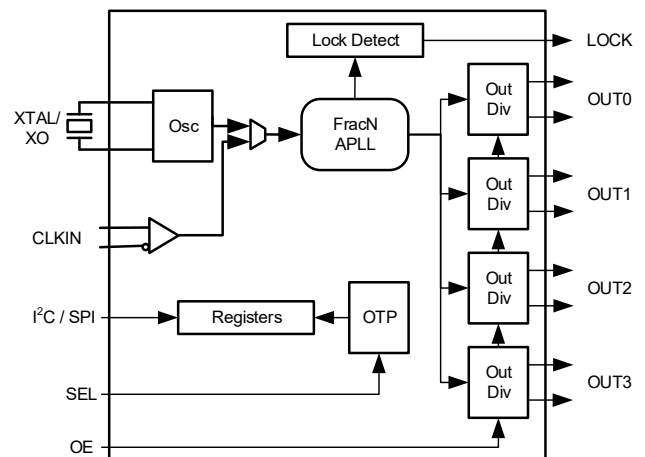 Lock Detect
LOCK
XTAL/
XO
Osc
FracN
APLL
Out
Div
OUT0
Out
Div
OUT1
CLKIN
Out
Div
OUT2
I²C / SPI
Registers
OTP
Out
Div
OUT3
SEL
OE